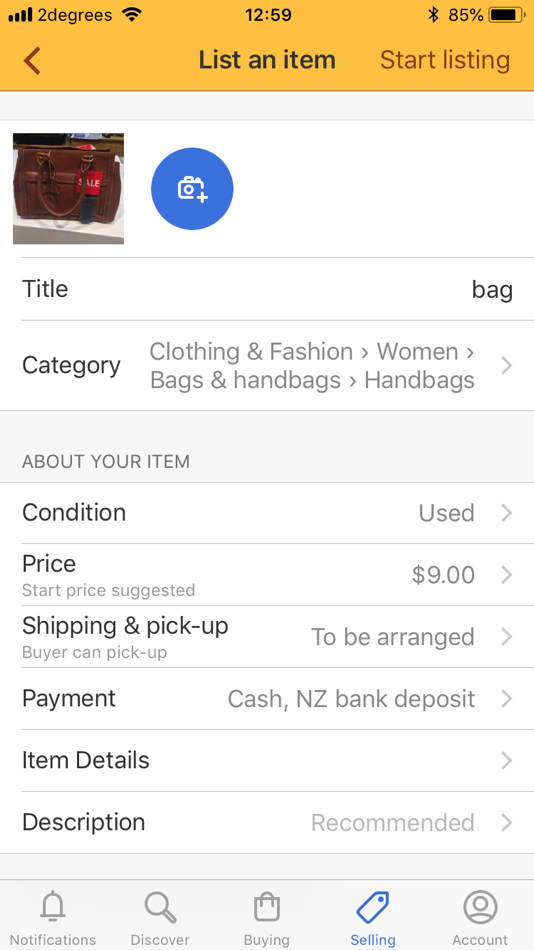 2degrees 12:59 85%
List an item Start listing
SALE
Title bag
Category Clothing & Fashion › Women ›
Bags & handbags › Handbags
ABOUT YOUR ITEM
Condition Used
Price $9.00
Start price suggested
Shipping & pick-up To be arranged
Buyer can pick-up
Payment Cash, NZ bank deposit
Item Details
Description Recommended
Notifications Discover Buying Selling Account